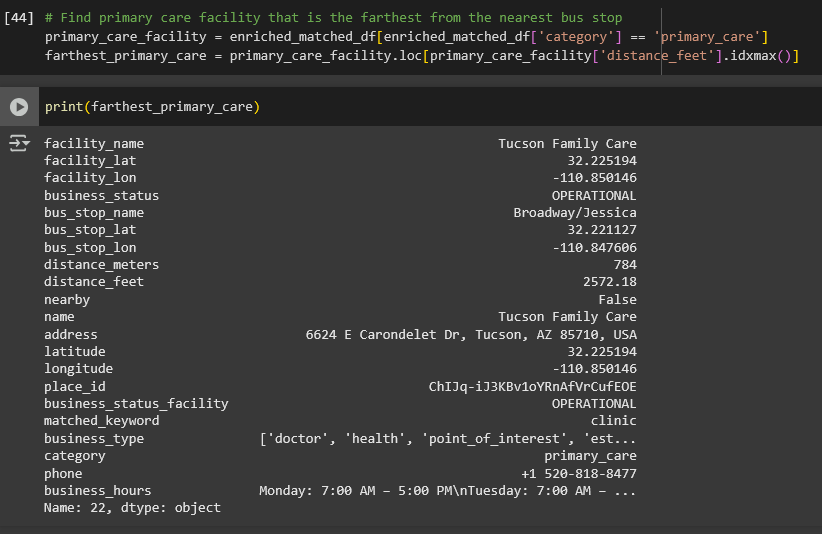 [44] # Find primary care facility that is the farthest from the nearest bus stop
primary_care_facility = enriched_matched_df[enriched_matched_df['category'] == 'primary_care']
farthest_primary_care = primary_care_facility.loc[primary_care_facility['distance_feet'].idxmax()]
print(farthest_primary_care)
facility_name Tucson Family Care
facility_lat 32.225194
facility_lon -110.850146
business_status OPERATIONAL
bus_stop_name Broadway/Jessica
bus_stop_lat 32.221127
bus_stop_lon -110.847606
distance_meters 784
distance_feet 2572.18
nearby False
name Tucson Family Care
address 6624 E Carondelet Dr, Tucson, AZ 85710, USA
latitude 32.225194
longitude -110.850146
place_id ChIJq-iJ3KBv1oYRnAfVrCufEOE
business_status_facility OPERATIONAL
matched_keyword clinic
business_type ['doctor', 'health', 'point_of_interest', 'est...
category primary_care
phone +1 520-818-8477
business_hours Monday: 7:00 AM – 5:00 PM\nTuesday: 7:00 AM – ...
Name: 22, dtype: object